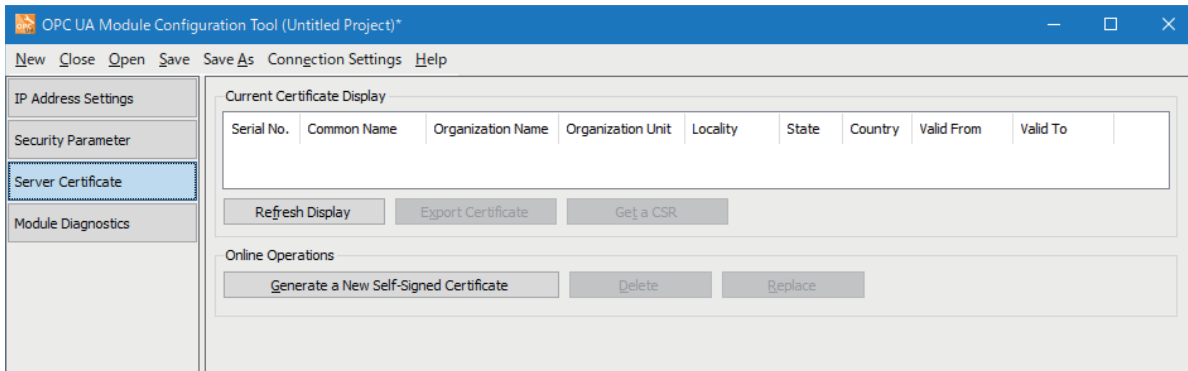 OPC UA Module Configuration Tool (Untitled Project)*
New Close Open Save Save As Connection Settings Help
IP Address Settings
Security Parameter
Server Certificate
Module Diagnostics
Current Certificate Display
Serial No. Common Name Organization Name Organization Unit Locality State Country Valid From Valid To
Refresh Display Export Certificate Get a CSR
Online Operations
Generate a New Self-Signed Certificate Delete Replace